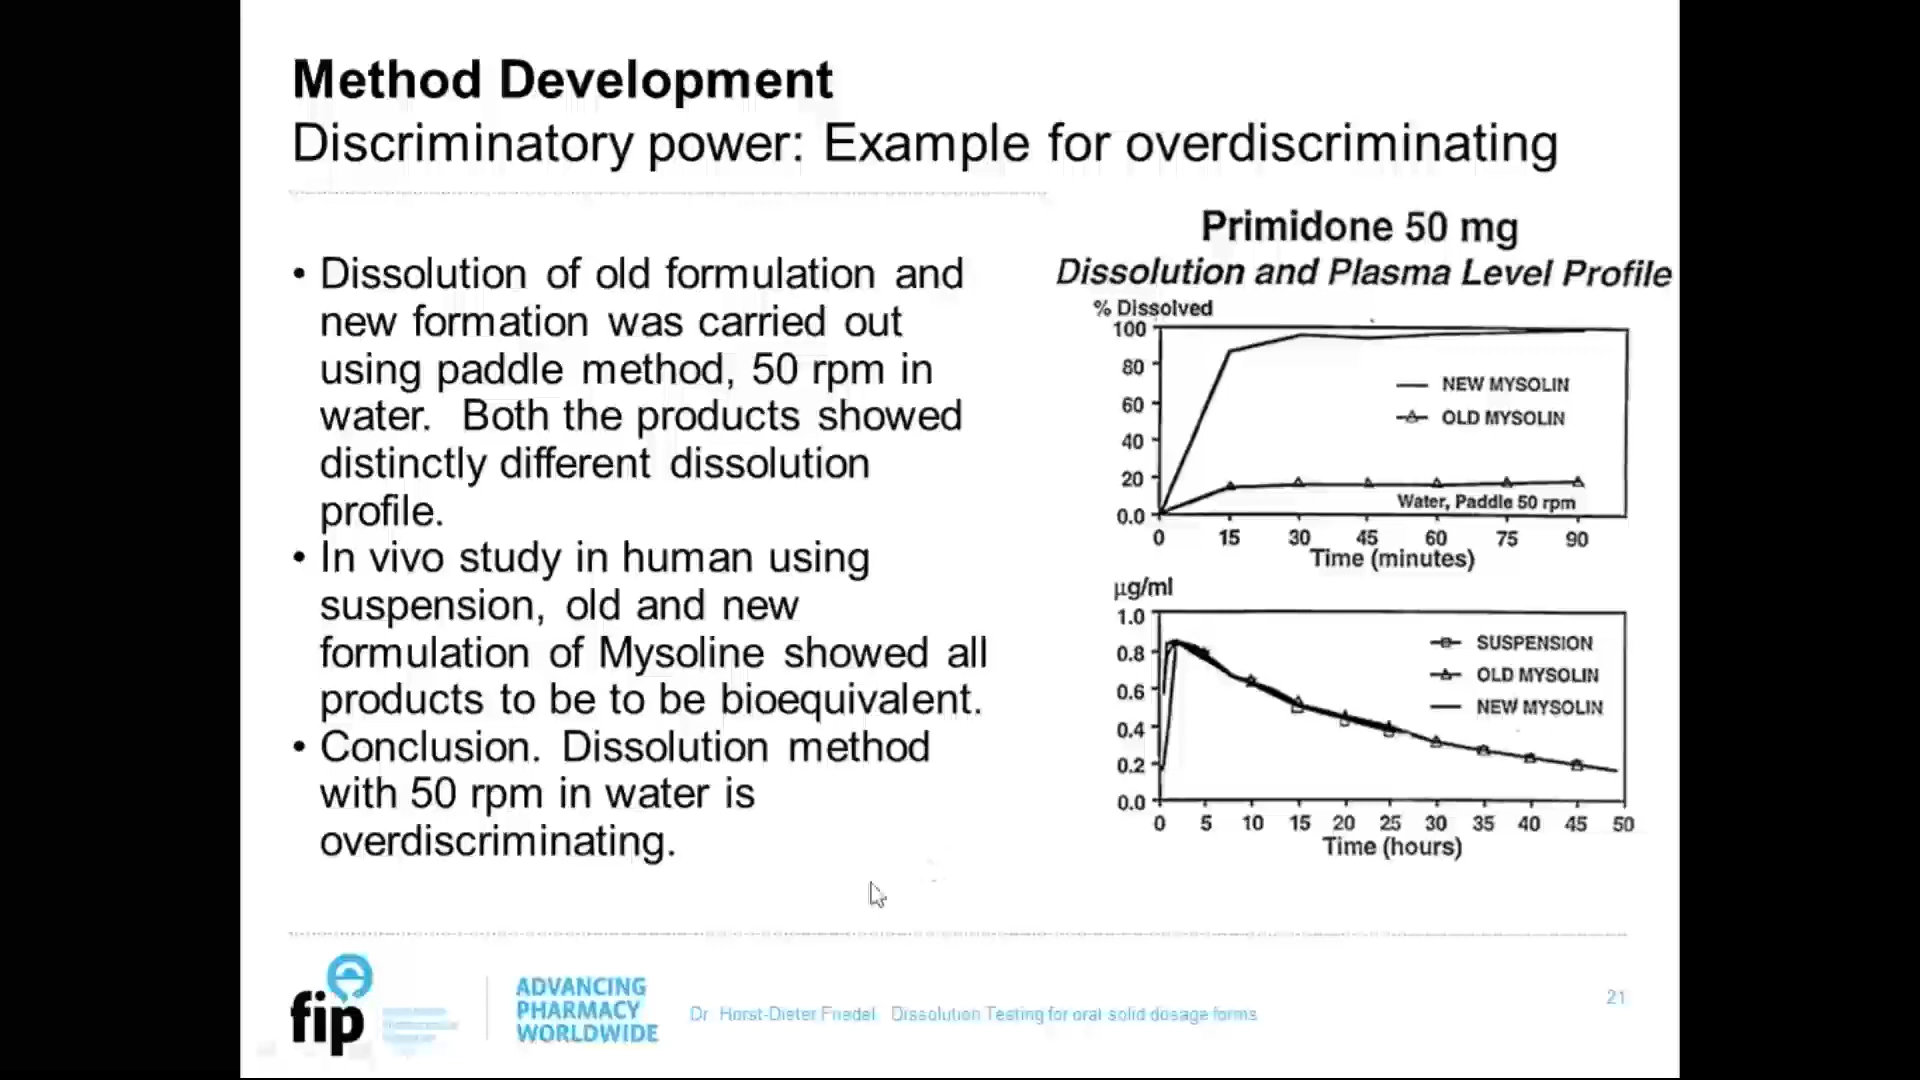 Method Development
Discriminatory power: Example for overdiscriminating
• Dissolution of old formulation and
new formation was carried out
using paddle method, 50 rpm in
water. Both the products showed
distinctly different dissolution
profile.
• In vivo study in human using
suspension, old and new
formulation of Mysoline showed all
products to be to be bioequivalent.
• Conclusion. Dissolution method
with 50 rpm in water is
overdiscriminating.
Primidone 50 mg
Dissolution and Plasma Level Profile
% Dissolved
100
80
60
40
20
0.0
NEW MYSOLIN
OLD MYSOLIN
Water, Paddle 50 rpm
0 15 30 45 60 75 90
Time (minutes)
µg/ml
1.0
0.8
0.6
0.4
0.2
0.0
SUSPENSION
OLD MYSOLIN
NEW MYSOLIN
0 5 10 15 20 25 30 35 40 45 50
Time (hours)
fip
ADVANCING
PHARMACY
WORLDWIDE
Dr. Horst-Dieter Friedel Dissolution Testing for oral solid dosage forms
21